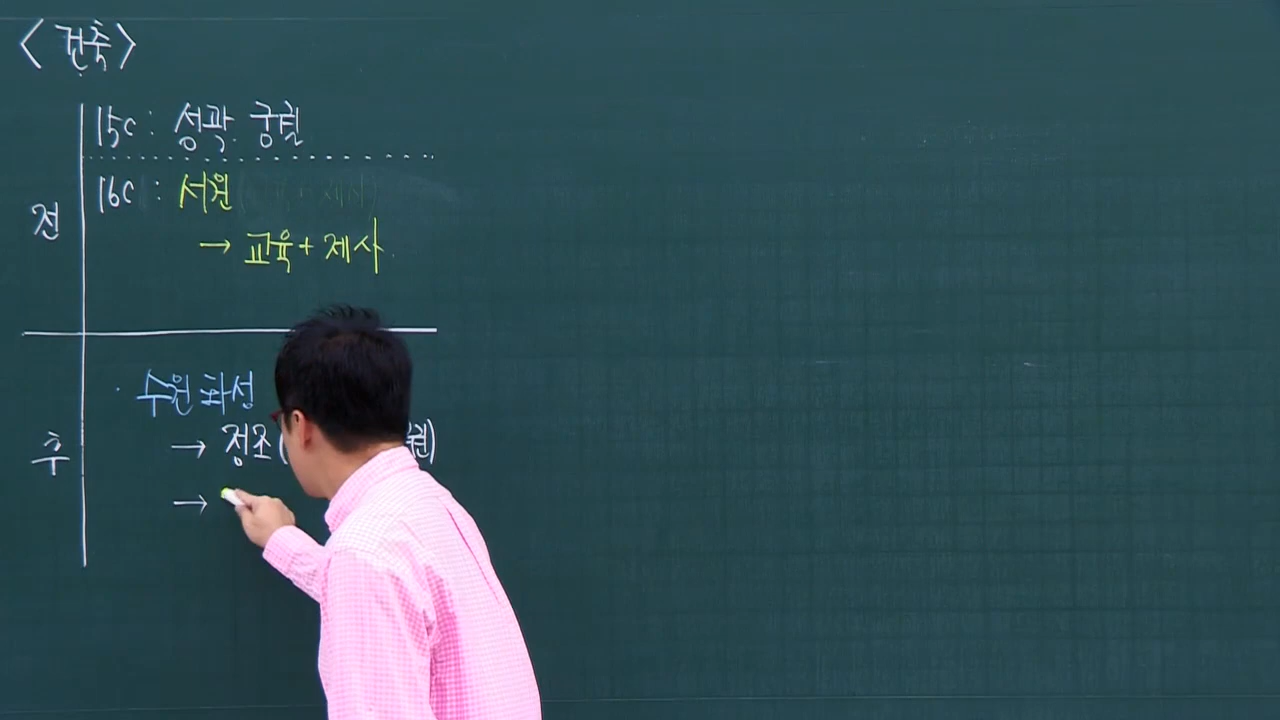 <건축>
15C : 성곽. 궁궐
16C : 서원
→ 교육 + 제사
전
· 수원 화성
→ 정조(
→
후